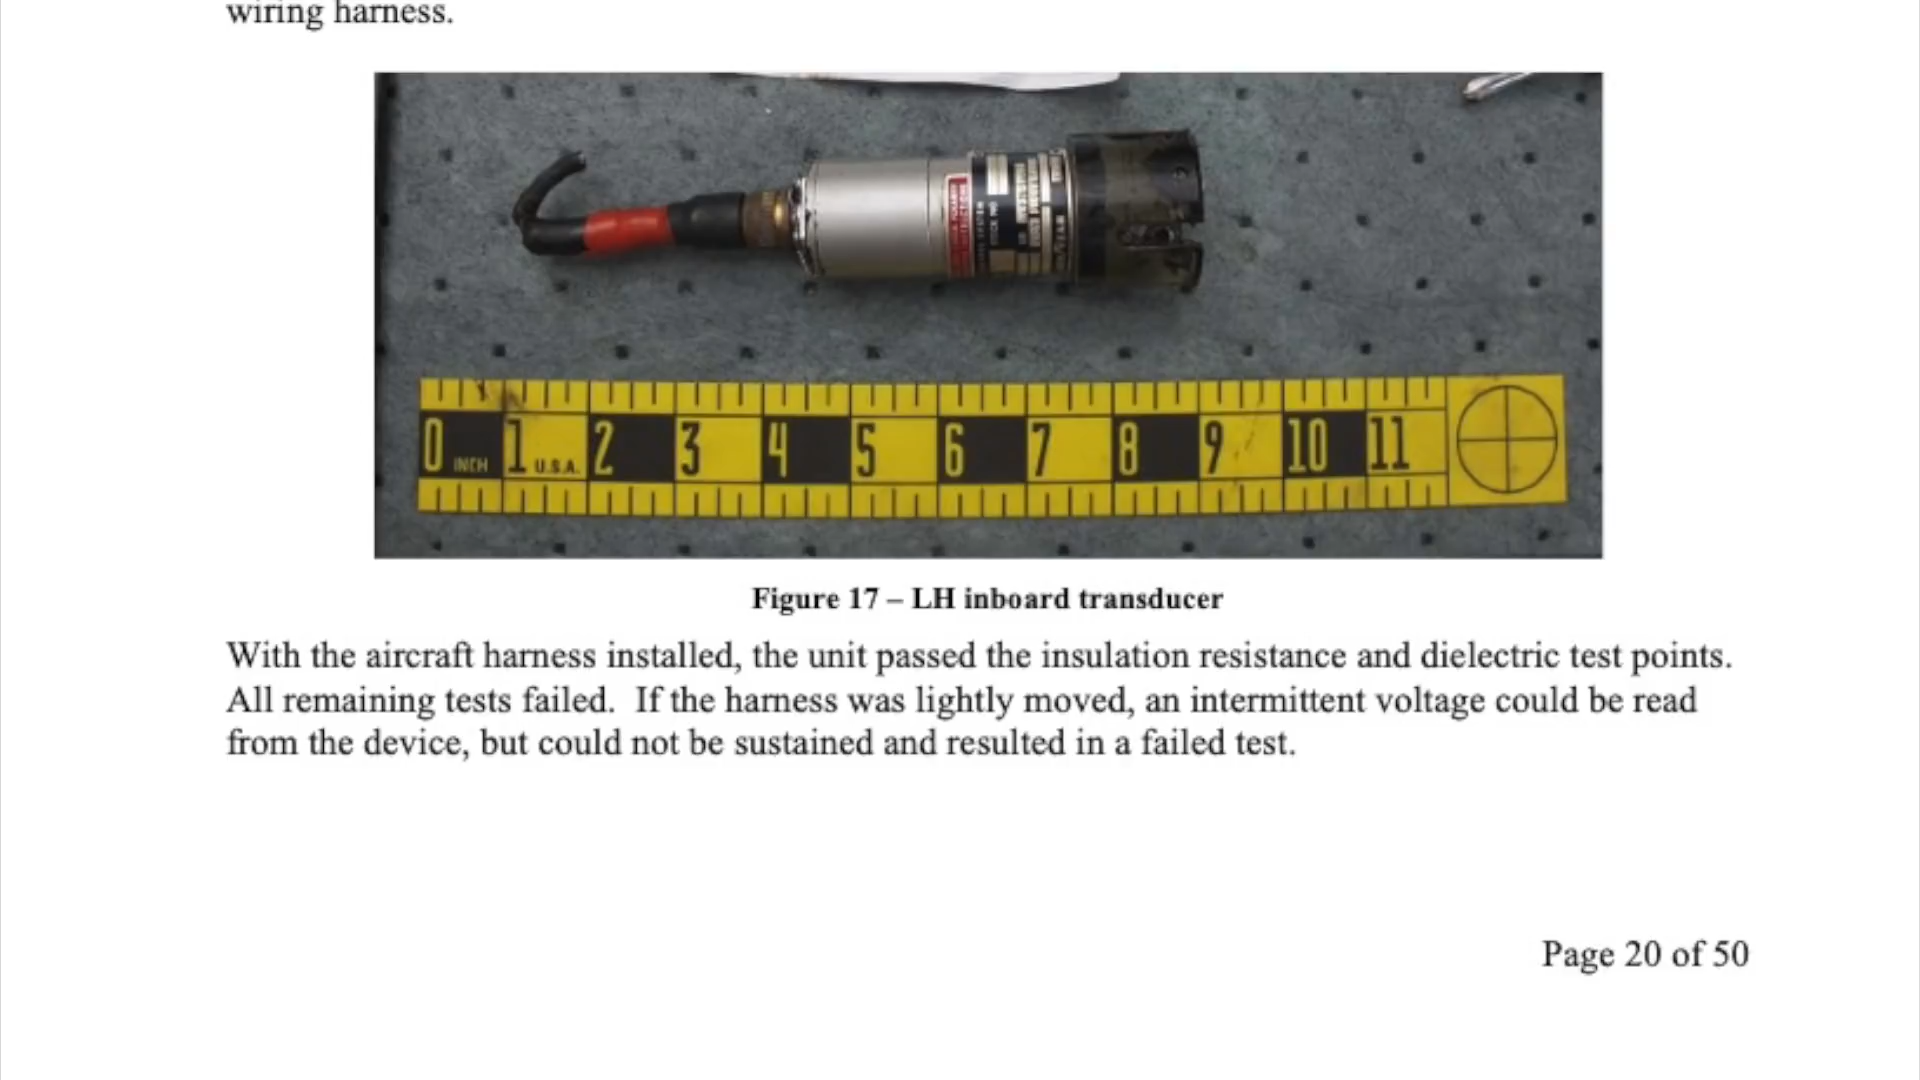 wiring harness.
0 INCH 1 U.S.A. 2 3 4 5 6 7 8 9 10 11
Figure 17 – LH inboard transducer
With the aircraft harness installed, the unit passed the insulation resistance and dielectric test points.
All remaining tests failed.  If the harness was lightly moved, an intermittent voltage could be read
from the device, but could not be sustained and resulted in a failed test.
Page 20 of 50